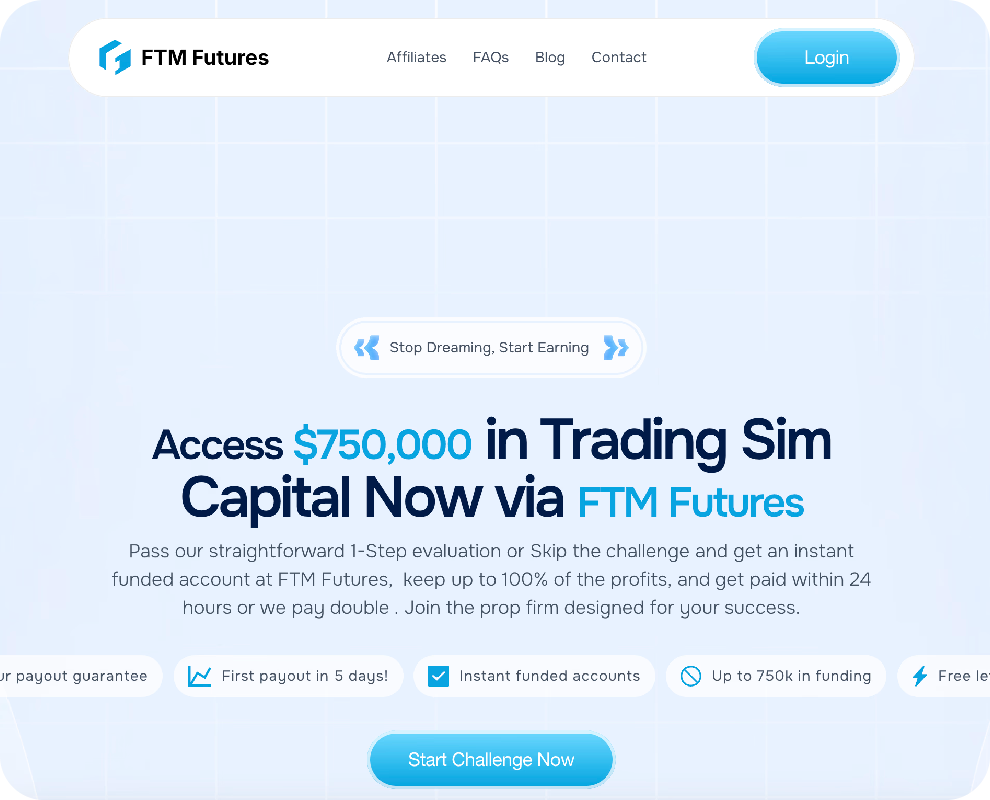 FTM Futures
Affiliates FAQs Blog Contact
Login
Stop Dreaming, Start Earning
Access $750,000 in Trading Sim
Capital Now via FTM Futures
Pass our straightforward 1-Step evaluation or Skip the challenge and get an instant
funded account at FTM Futures, keep up to 100% of the profits, and get paid within 24
hours or we pay double . Join the prop firm designed for your success.
payout guarantee
First payout in 5 days!
Instant funded accounts
Up to 750k in funding
Free
Start Challenge Now